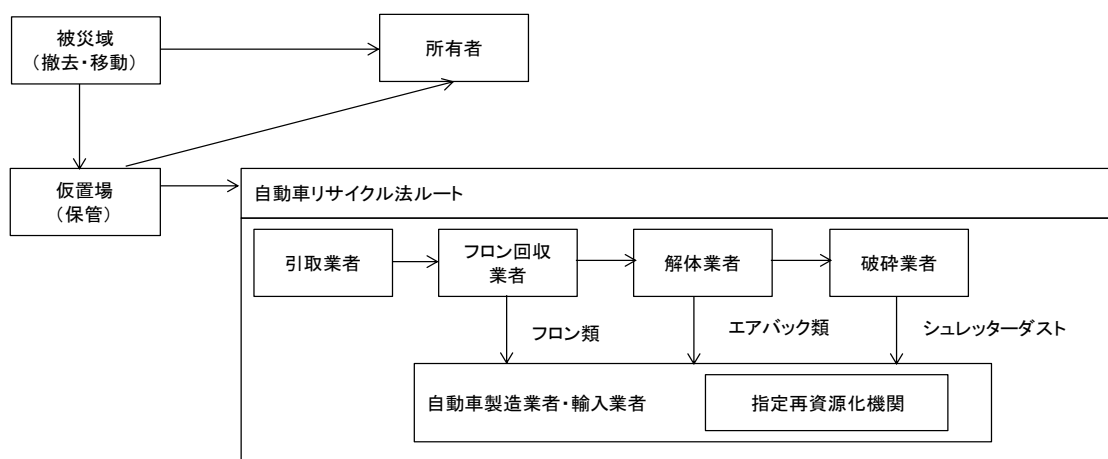 被災域
（撤去・移動）
所有者
仮置場
（保管）
自動車リサイクル法ルート
引取業者
フロン回収
業者
解体業者
破砕業者
フロン類
エアバック類
シュレッターダスト
自動車製造業者・輸入業者
指定再資源化機関